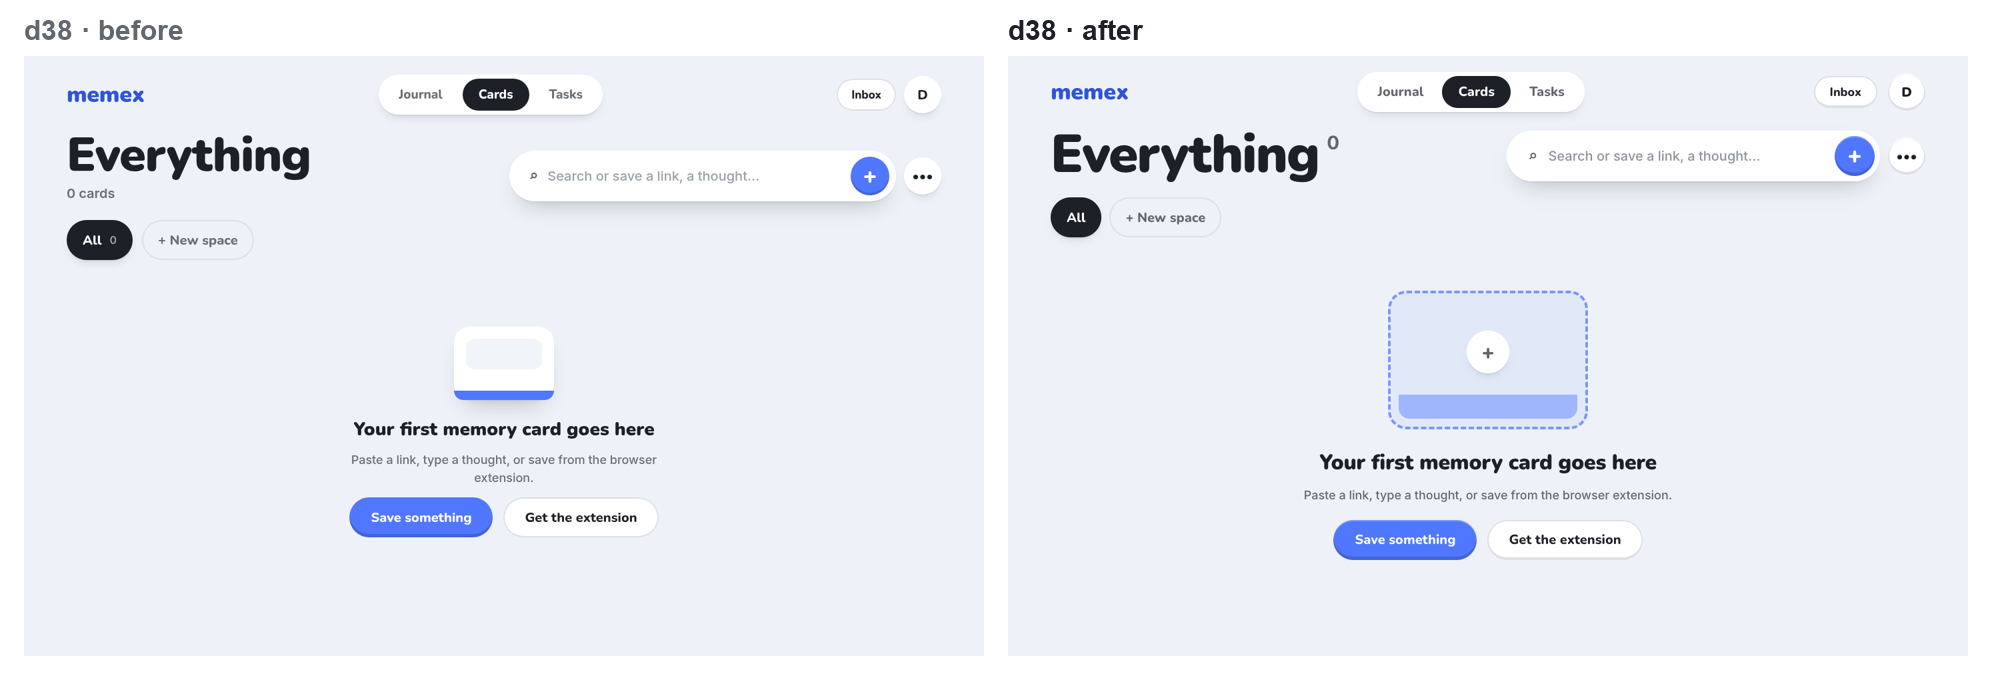 d38 · before
memex
Journal Cards Tasks
Inbox D
Everything
0 cards
Search or save a link, a thought...
+ •••
All 0 + New space
Your first memory card goes here
Paste a link, type a thought, or save from the browser
extension.
Save something Get the extension
d38 · after
memex
Journal Cards Tasks
Inbox D
Everything 0
Search or save a link, a thought...
+ •••
All + New space
+
Your first memory card goes here
Paste a link, type a thought, or save from the browser extension.
Save something Get the extension